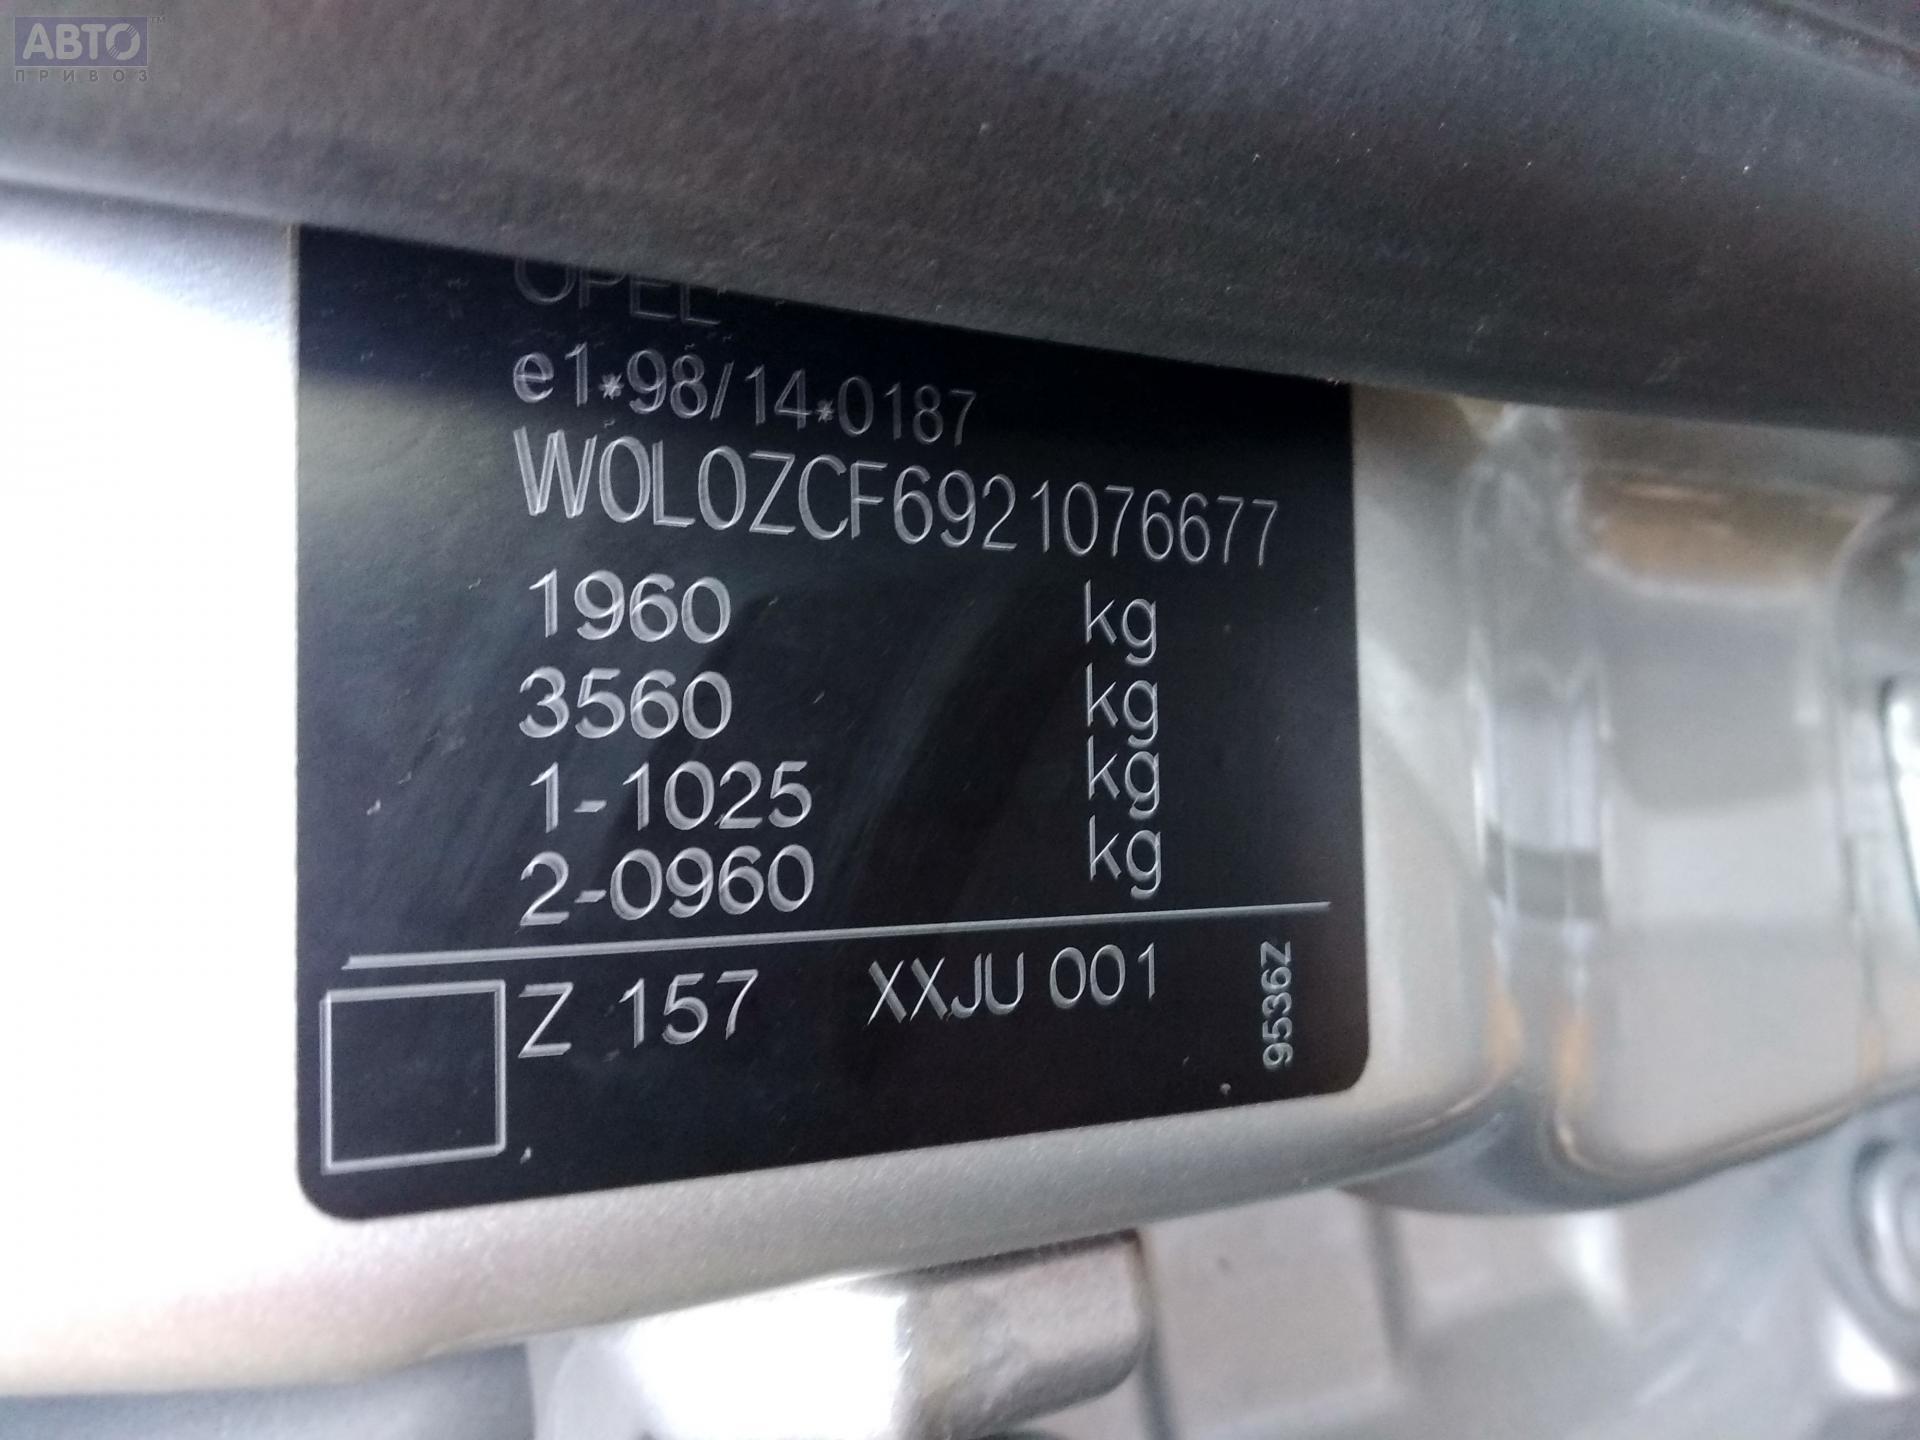 АВТО™
ПРИВОЗ
OPEL
e1*98/14*0187
W0L0ZCF6921076677
1960 kg
3560 kg
1-1025 kg
2-0960 kg
Z 157 XXJU 001
9536Z